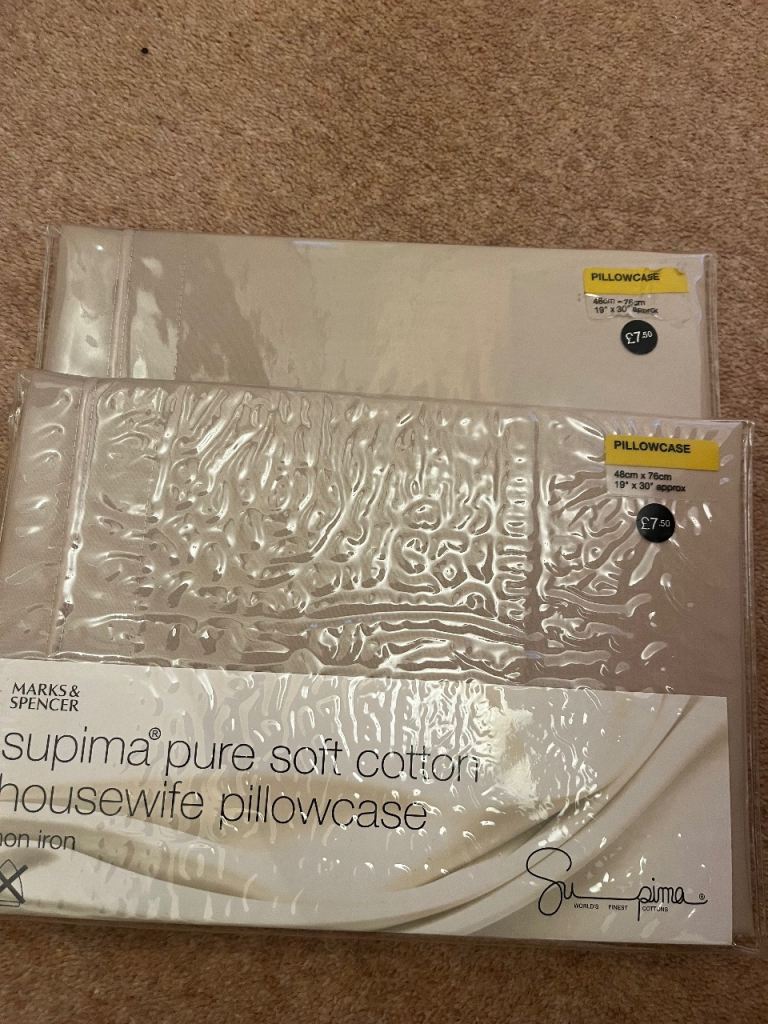 PILLOWCASE
48cm - 76cm
19" x 30" approx
£7.50
PILLOWCASE
48cm x 76cm
19" x 30" approx
£7.50
MARKS &
SPENCER
supima® pure soft cotton
housewife pillowcase
non iron
Supima®
WORLD'S FINEST COTTONS